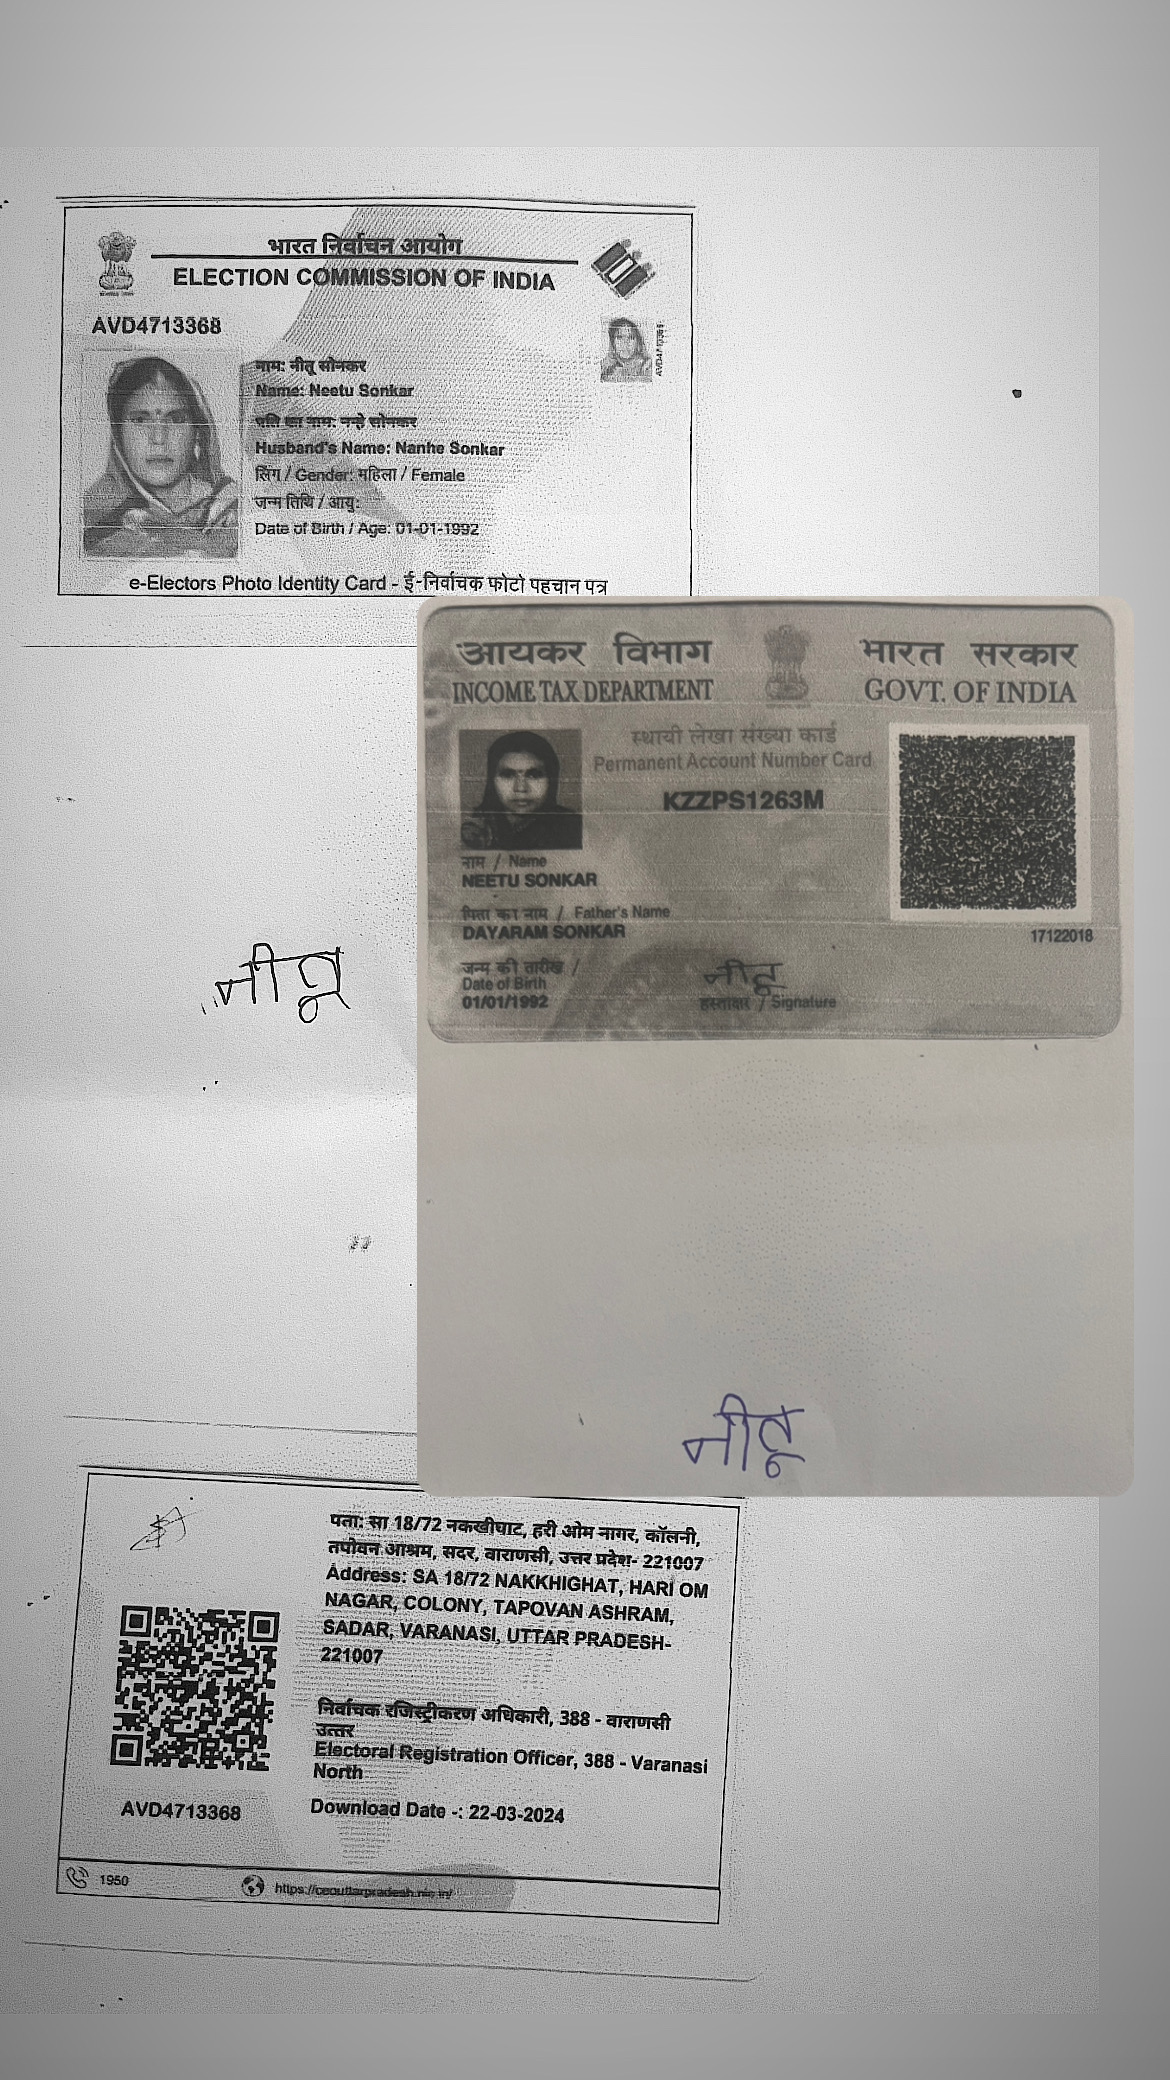 भारत निर्वाचन आयोग
ELECTION COMMISSION OF INDIA
AVD4713368
AVD4713368
नाम: नीतू सोनकर
Name: Neetu Sonkar
पति का नाम: नन्हे सोनकर
Husband's Name: Nanhe Sonkar
लिंग / Gender: महिला / Female
जन्म तिथि / आयु:
Date of Birth / Age: 01-01-1992
e-Electors Photo Identity Card - ई-निर्वाचक फोटो पहचान पत्र
आयकर विभाग भारत सरकार
INCOME TAX DEPARTMENT GOVT. OF INDIA
स्थायी लेखा संख्या कार्ड
Permanent Account Number Card
KZZPS1263M
नाम / Name
NEETU SONKAR
पिता का नाम / Father's Name
DAYARAM SONKAR
17122018
जन्म की तारीख /
Date of Birth
01/01/1992
नीतू
हस्ताक्षर / Signature
नीतू
नीतू
पता: सा 18/72 नकखीघाट, हरी ओम नागर, कॉलनी,
तपोवन आश्रम, सदर, वाराणसी, उत्तर प्रदेश- 221007
Address: SA 18/72 NAKKHIGHAT, HARI OM
NAGAR, COLONY, TAPOVAN ASHRAM,
SADAR, VARANASI, UTTAR PRADESH-
221007
निर्वाचक रजिस्ट्रीकरण अधिकारी, 388 - वाराणसी
उत्तर
Electoral Registration Officer, 388 - Varanasi
North
AVD4713368
Download Date -: 22-03-2024
1950
https://ceouttarpradesh.nic.in/